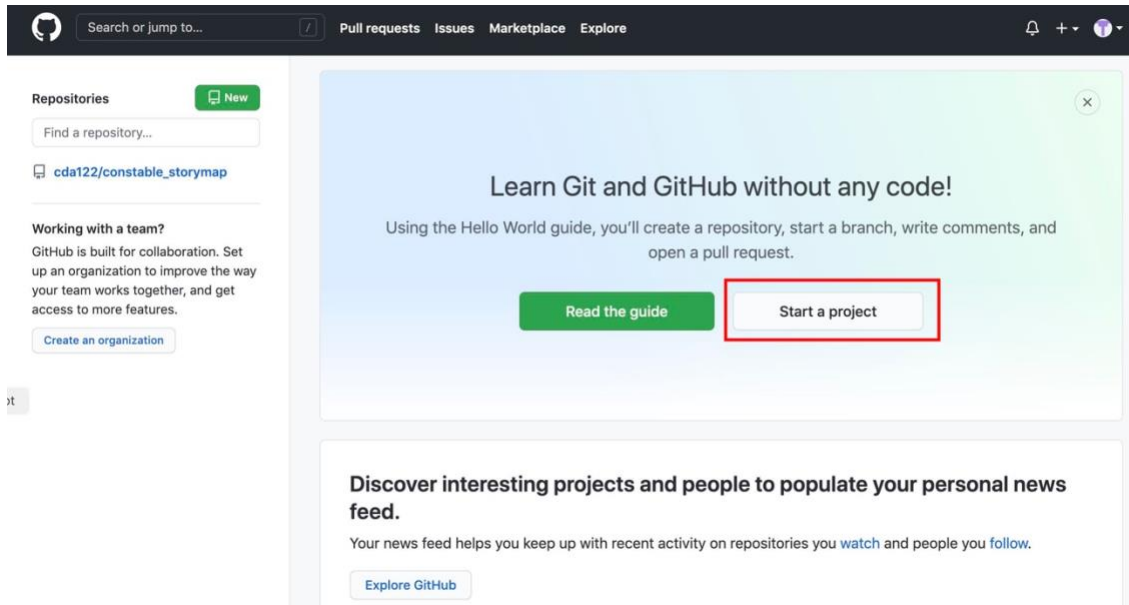 Search or jump to...
/
Pull requests Issues Marketplace Explore
Repositories
New
Find a repository...
cda122/constable_storymap
Working with a team?
GitHub is built for collaboration. Set
up an organization to improve the way
your team works together, and get
access to more features.
Create an organization
Learn Git and GitHub without any code!
Using the Hello World guide, you'll create a repository, start a branch, write comments, and
open a pull request.
Read the guide
Start a project
Discover interesting projects and people to populate your personal news
feed.
Your news feed helps you keep up with recent activity on repositories you watch and people you follow.
Explore GitHub